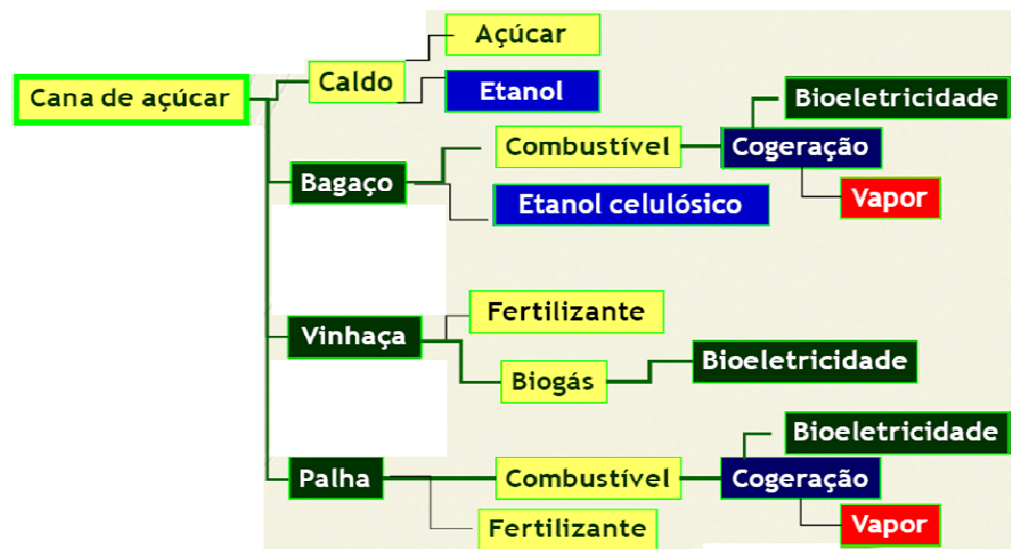 Açúcar
Caldo
Cana de açúcar
Etanol
Bioeletricidade
Combustível
Cogeração
Bagaço
Etanol celulósico
Vapor
Fertilizante
Vinhaça
Bioeletricidade
Biogás
Bioeletricidade
Palha
Combustível
Cogeração
Fertilizante
Vapor